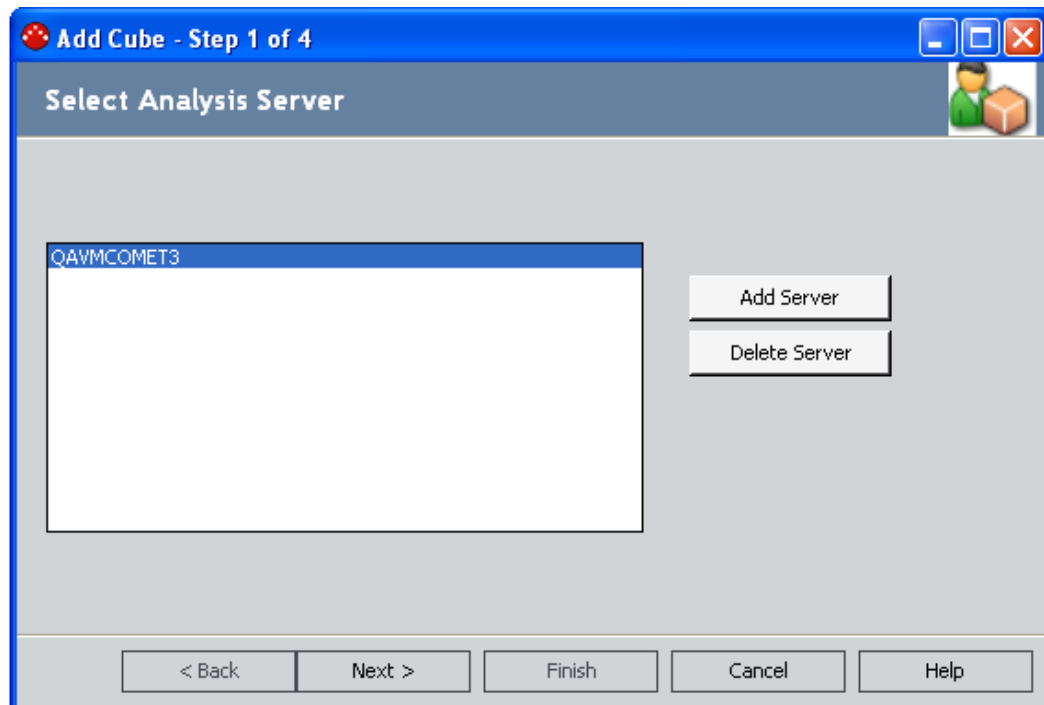 Add Cube - Step 1 of 4
Select Analysis Server
QAVMCOMET3
Add Server
Delete Server
< Back
Next >
Finish
Cancel
Help